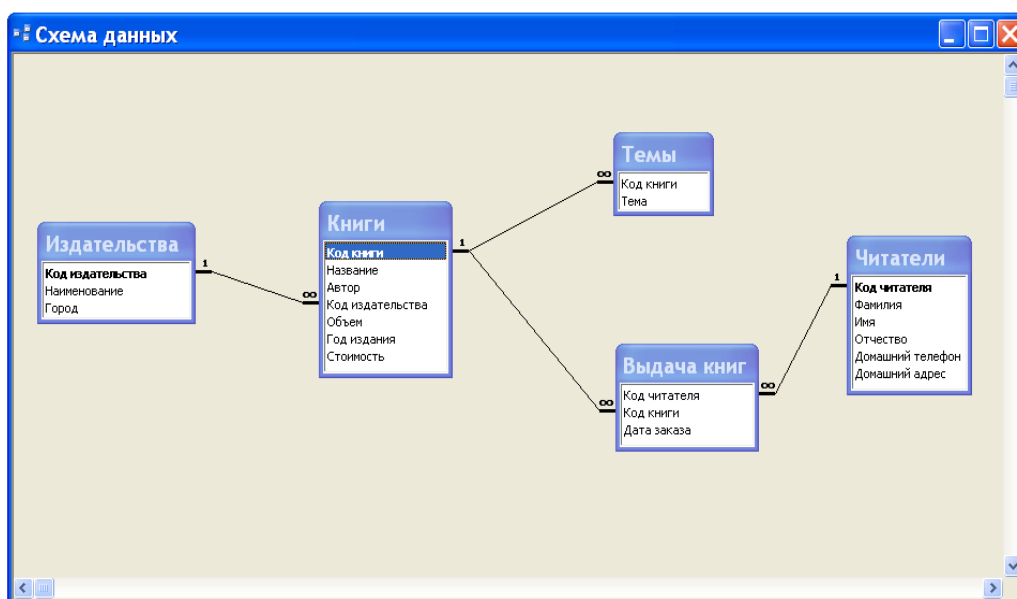 Схема данных
Издательства
Код издательства
Наименование
Город
1
∞
Книги
Код книги
Название
Автор
Код издательства
Объем
Год издания
Стоимость
1
∞
Темы
Код книги
Тема
∞
Выдача книг
Код читателя
Код книги
Дата заказа
∞
1
Читатели
Код читателя
Фамилия
Имя
Отчество
Домашний телефон
Домашний адрес